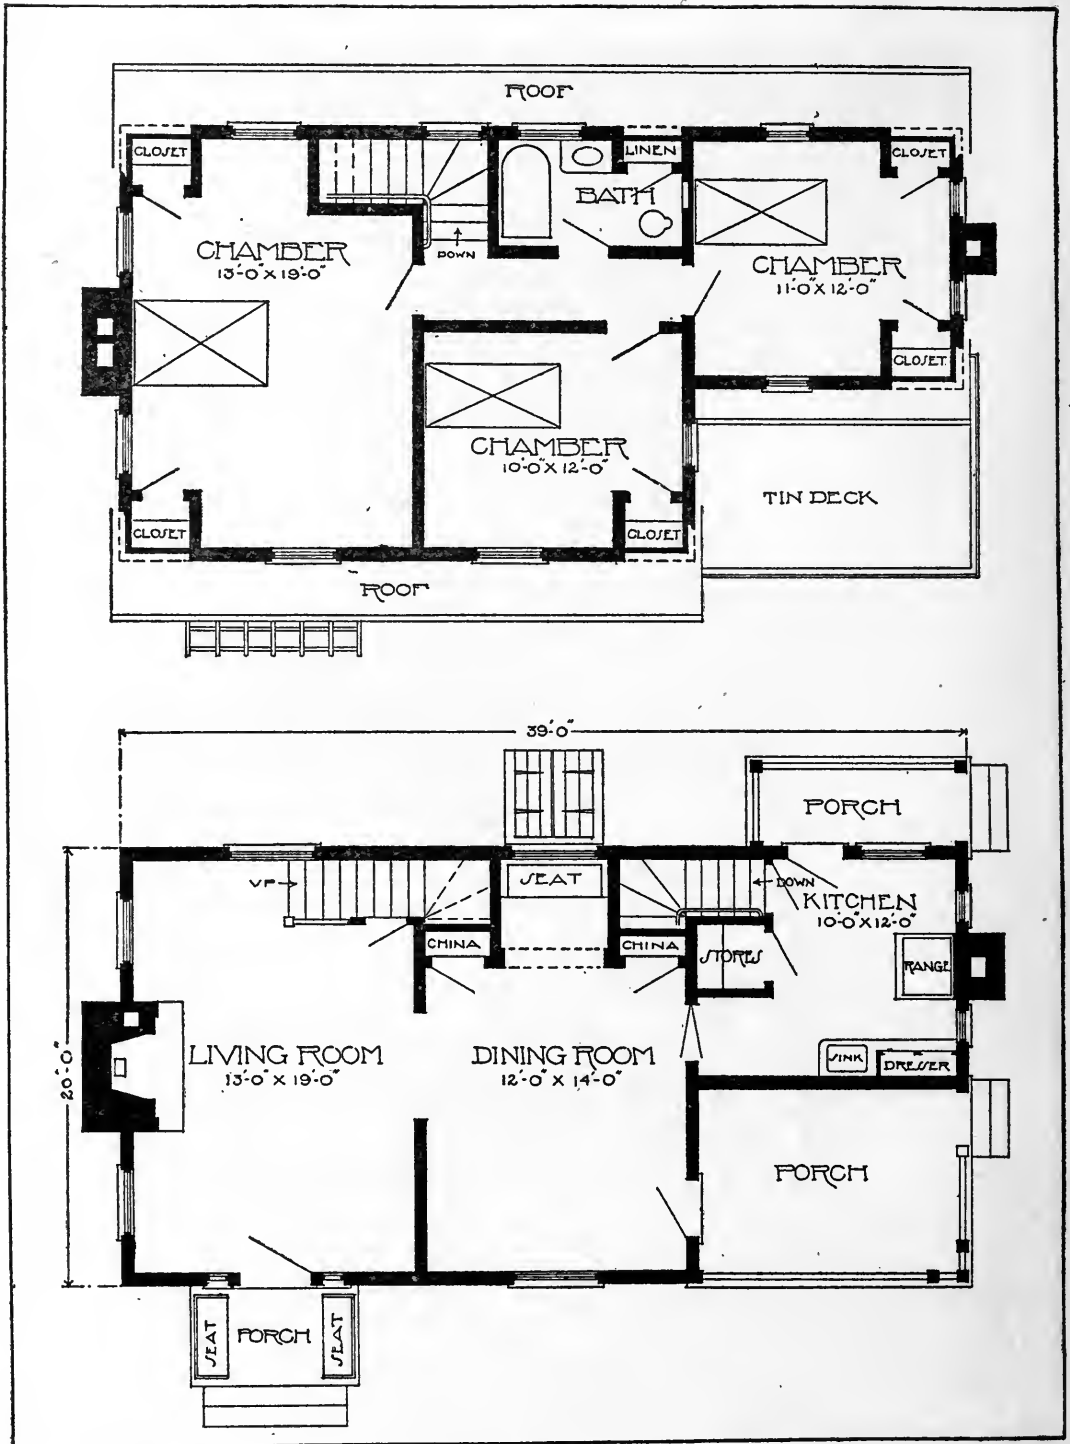 ROOF
CLOSET
LINEN
CLOSET
BATH
CHAMBER
13'-0" X 19'-0"
DOWN
CHAMBER
11'-0" X 12'-0"
CLOSET
CHAMBER
10'-0" X 12'-0"
TIN DECK
CLOSET
CLOSET
ROOF
39'-0"
PORCH
UP
SEAT
DOWN
KITCHEN
10'-0" X 12'-0"
CHINA
CHINA
STORES
RANGE
20'-0"
LIVING ROOM
13'-0" X 19'-0"
DINING ROOM
12'-0" X 14'-0"
SINK
DRESSER
PORCH
SEAT
PORCH
SEAT